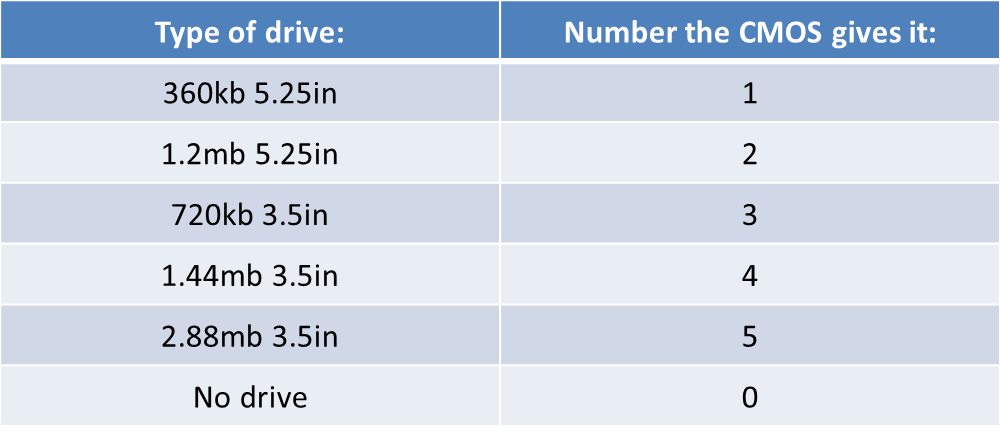 Type of drive: Number the CMOS gives it:
360kb 5.25in 1
1.2mb 5.25in 2
720kb 3.5in 3
1.44mb 3.5in 4
2.88mb 3.5in 5
No drive 0